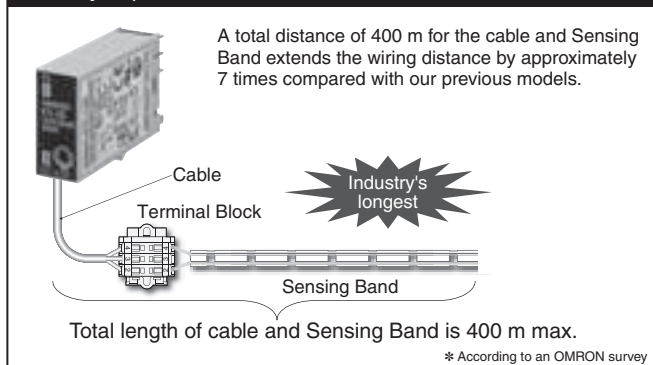 A total distance of 400 m for the cable and Sensing
Band extends the wiring distance by approximately
7 times compared with our previous models.
Cable
Terminal Block
Industry's
longest
Sensing Band
Total length of cable and Sensing Band is 400 m max.
✽ According to an OMRON survey